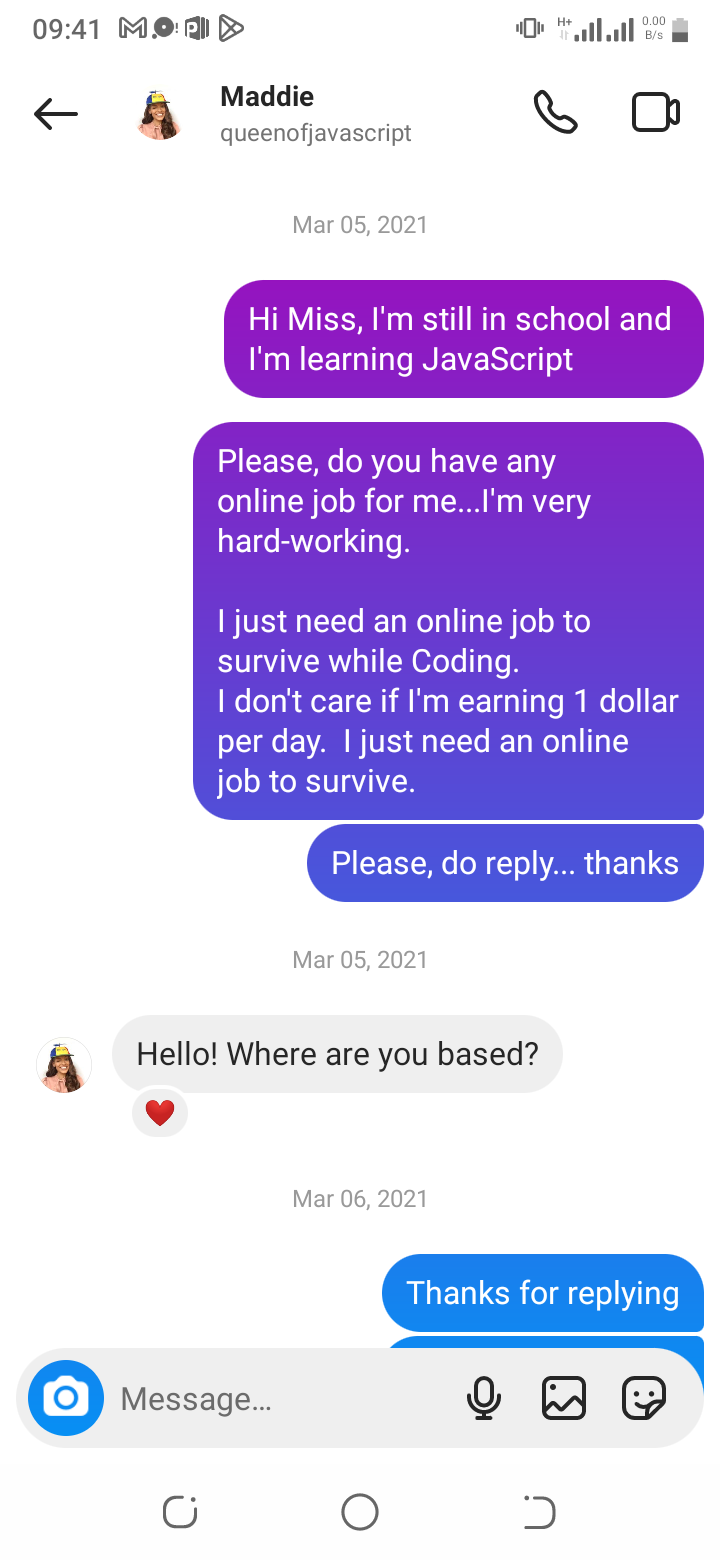 09:41
H+
0.00
B/s
Maddie
queenofjavascript
Mar 05, 2021
Hi Miss, I'm still in school and
I'm learning JavaScript
Please, do you have any
online job for me...I'm very
hard-working.
I just need an online job to
survive while Coding.
I don't care if I'm earning 1 dollar
per day.  I just need an online
job to survive.
Please, do reply... thanks
Mar 05, 2021
Hello! Where are you based?
Mar 06, 2021
Thanks for replying
Message...